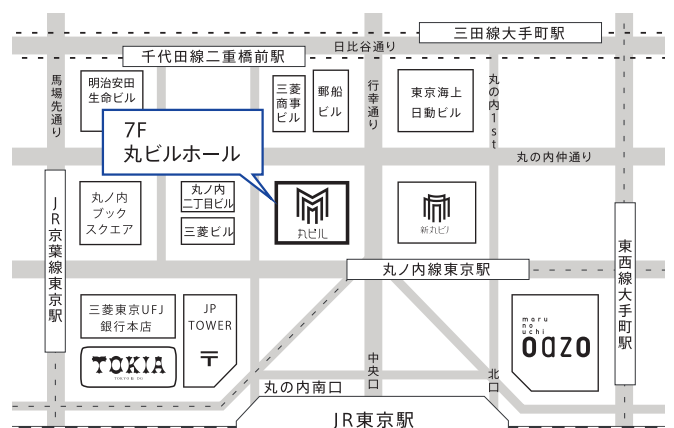 三田線大手町駅
日比谷通り
千代田線二重橋前駅
馬場先通り
明治安田
生命ビル
三菱
商事
ビル
郵船
ビル
行幸通り
東京海上
日動ビル
丸の内1st
7F
丸ビルホール
丸の内仲通り
JR京葉線東京駅
丸ノ内
ブック
スクエア
丸ノ内
二丁目ビル
三菱ビル
丸ビル
新丸ビル
東西線大手町駅
丸ノ内線東京駅
三菱東京UFJ
銀行本店
JP
TOWER
〒
TOKIA
maru
no
uchi
oazo
中央口
北口
丸の内南口
JR東京駅